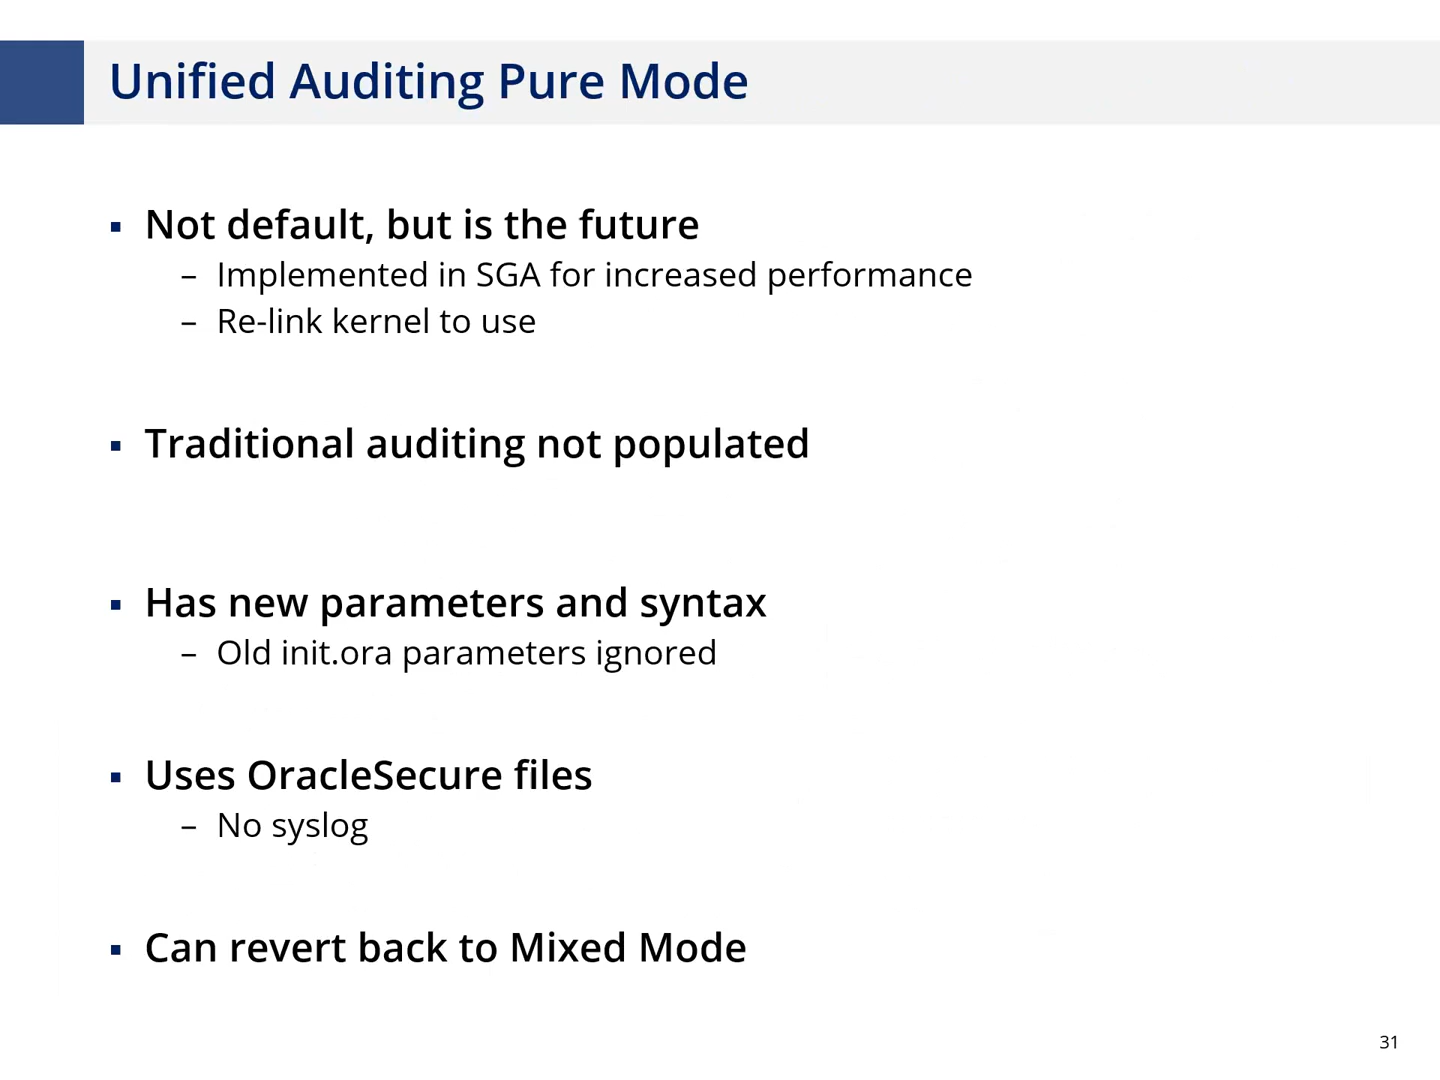 Unified Auditing Pure Mode
▪ Not default, but is the future
– Implemented in SGA for increased performance
– Re-link kernel to use
▪ Traditional auditing not populated
▪ Has new parameters and syntax
– Old init.ora parameters ignored
▪ Uses OracleSecure files
– No syslog
▪ Can revert back to Mixed Mode
31